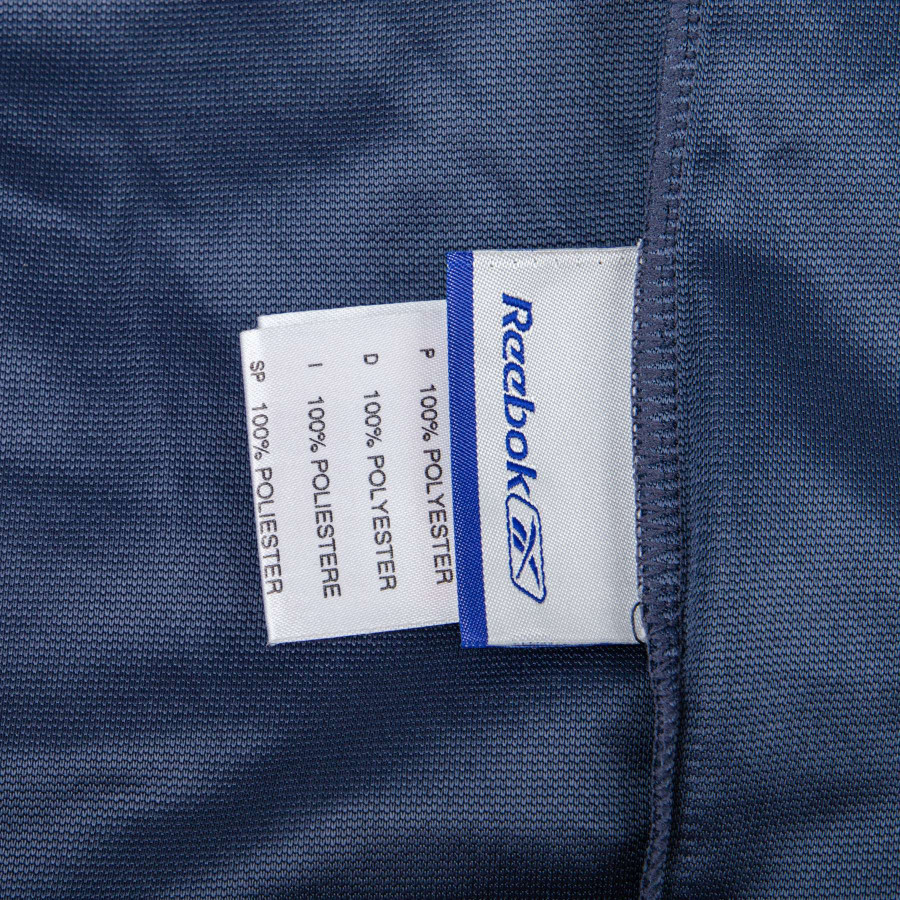 Reebok
P 100% POLYESTER
D 100% POLYESTER
I 100% POLIESTERE
SP 100% POLIESTER